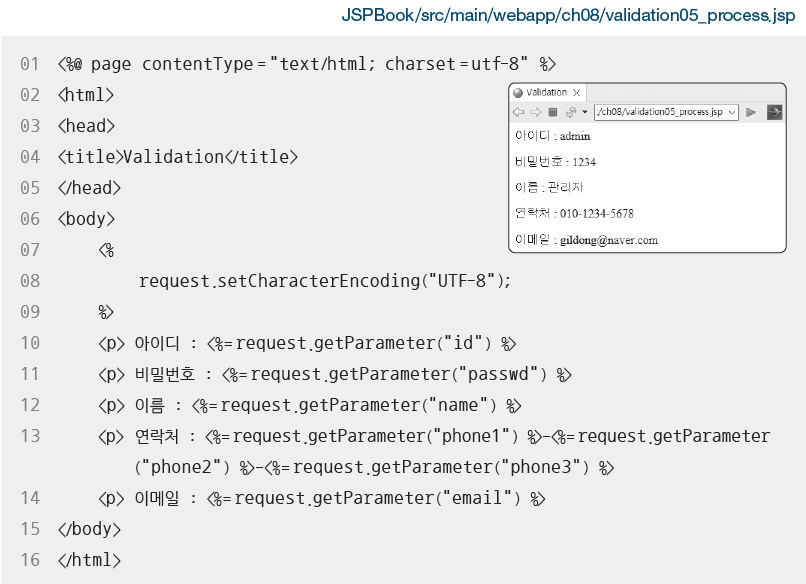 JSPBook/src/main/webapp/ch08/validation05_process.jsp
01 <%@ page contentType="text/html; charset=utf-8" %>
02 <html>
03 <head>
04 <title>Validation</title>
05 </head>
06 <body>
07 <%
08 request.setCharacterEncoding("UTF-8");
09 %>
10 <p> 아이디 : <%=request.getParameter("id") %>
11 <p> 비밀번호 : <%=request.getParameter("passwd") %>
12 <p> 이름 : <%=request.getParameter("name") %>
13 <p> 연락처 : <%=request.getParameter("phone1") %>-<%=request.getParameter
("phone2") %>-<%=request.getParameter("phone3") %>
14 <p> 이메일 : <%=request.getParameter("email") %>
15 </body>
16 </html>
Validation
./ch08/validation05_process.jsp
아이디 : admin
비밀번호 : 1234
이름 : 관리자
연락처 : 010-1234-5678
이메일 : gildong@naver.com